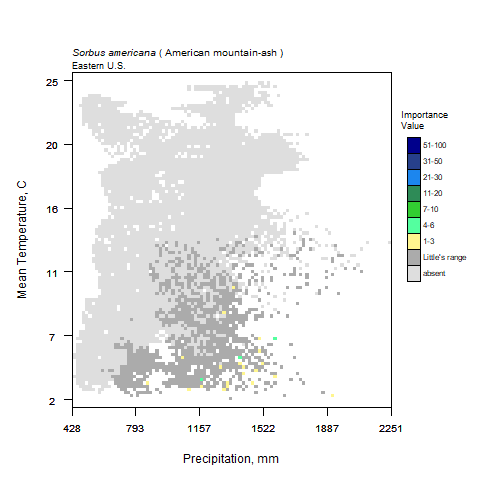 Sorbus americana ( American mountain-ash )
Eastern U.S.
25
20
16
11
7
2
Mean Temperature, C
428 793 1157 1522 1887 2251
Precipitation, mm
Importance
Value
51-100
31-50
21-30
11-20
7-10
4-6
1-3
Little's range
absent